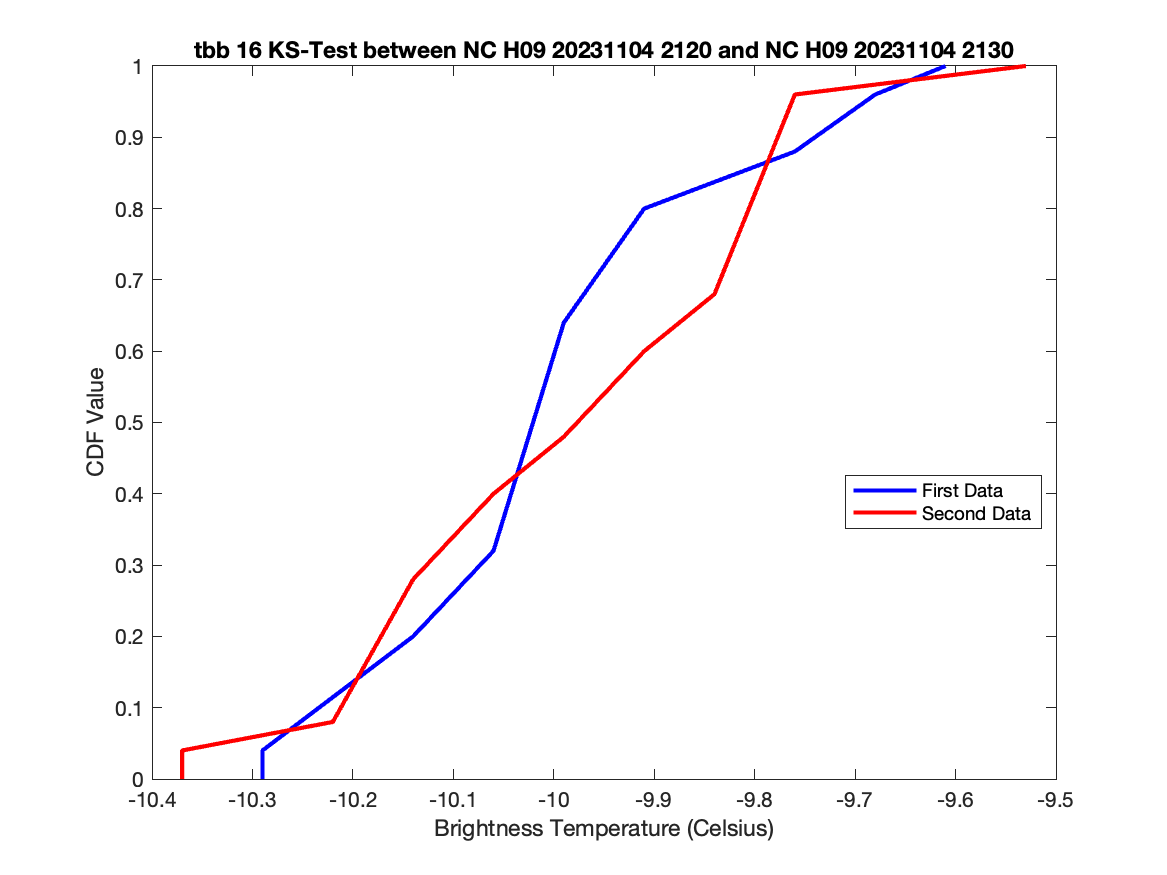 tbb 16 KS-Test between NC H09 20231104 2120 and NC H09 20231104 2130
1
0.9
0.8
0.7
0.6
0.5
0.4
0.3
0.2
0.1
0
CDF Value
First Data
Second Data
-10.4 -10.3 -10.2 -10.1 -10 -9.9 -9.8 -9.7 -9.6 -9.5
Brightness Temperature (Celsius)